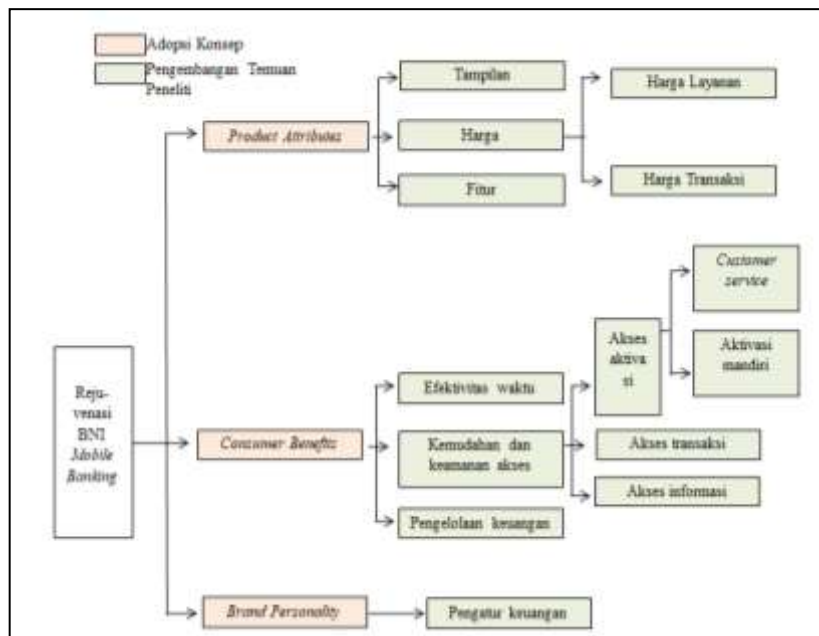 Adopsi Konsep
Pengembangan Temuan
Peneliti
Product Attributes
Tampilan
Harga
Fitur
Harga Layanan
Harga Transaksi
Reju-
venasi
BNI
Mobile
Banking
Consumer Benefits
Efektivitas waktu
Kemudahan dan
keamanan akses
Pengelolaan keuangan
Akses
aktiva
si
Customer
service
Aktivasi
mandiri
Akses transaksi
Akses informasi
Brand Personality
Pengatur keuangan